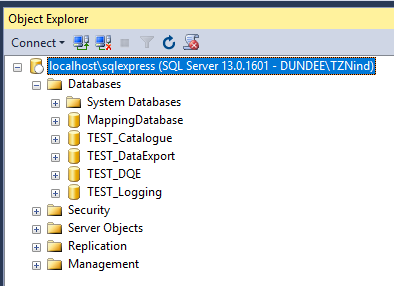 Object Explorer
Connect
localhost\sqlexpress (SQL Server 13.0.1601 - DUNDEE\TZNind)
Databases
System Databases
MappingDatabase
TEST_Catalogue
TEST_DataExport
TEST_DQE
TEST_Logging
Security
Server Objects
Replication
Management